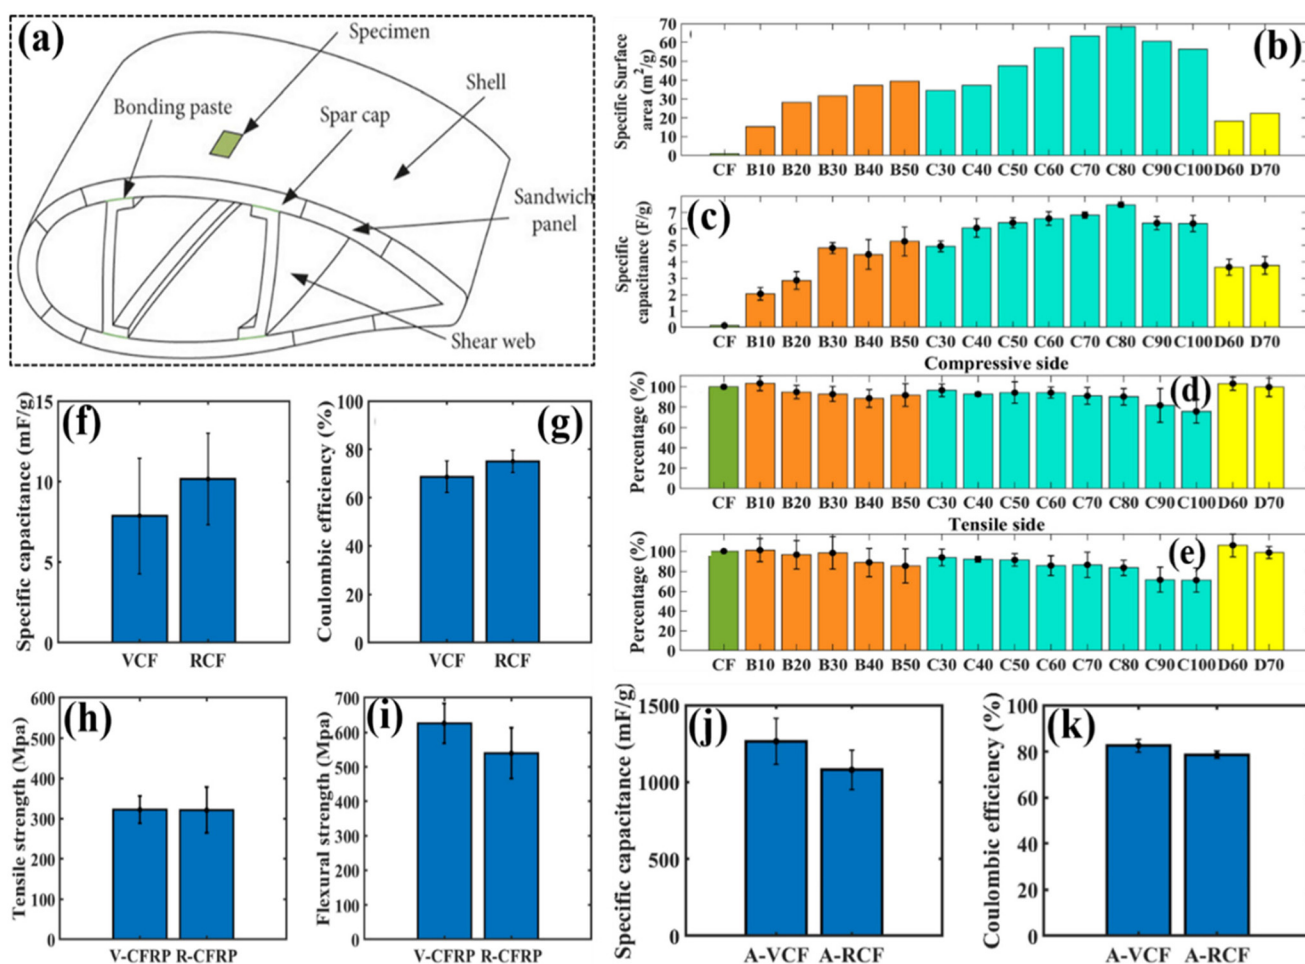 (a)
Specimen
Shell
Bonding paste
Spar cap
Sandwich
panel
Shear web
(b)
Specific Surface
area (m²/g)
70
60
50
40
30
20
10
0
CF B10 B20 B30 B40 B50 C30 C40 C50 C60 C70 C80 C90 C100 D60 D70
(c)
Specific
capacitance (F/g)
7
6
5
4
3
2
1
0
CF B10 B20 B30 B40 B50 C30 C40 C50 C60 C70 C80 C90 C100 D60 D70
Compressive side
(d)
Percentage (%)
100
80
60
40
20
0
CF B10 B20 B30 B40 B50 C30 C40 C50 C60 C70 C80 C90 C100 D60 D70
Tensile side
(e)
Percentage (%)
100
80
60
40
20
0
CF B10 B20 B30 B40 B50 C30 C40 C50 C60 C70 C80 C90 C100 D60 D70
(f)
Specific capacitance (mF/g)
15
10
5
0
VCF RCF
(g)
Coulombic efficiency (%)
100
80
60
40
20
0
VCF RCF
(h)
Tensile strength (Mpa)
600
500
400
300
200
100
0
V-CFRP R-CFRP
(i)
Flexural strength (Mpa)
700
600
500
400
300
200
100
0
V-CFRP R-CFRP
(j)
Specific capacitance (mF/g)
1500
1000
500
0
A-VCF A-RCF
(k)
Coulombic efficiency (%)
100
80
60
40
20
0
A-VCF A-RCF